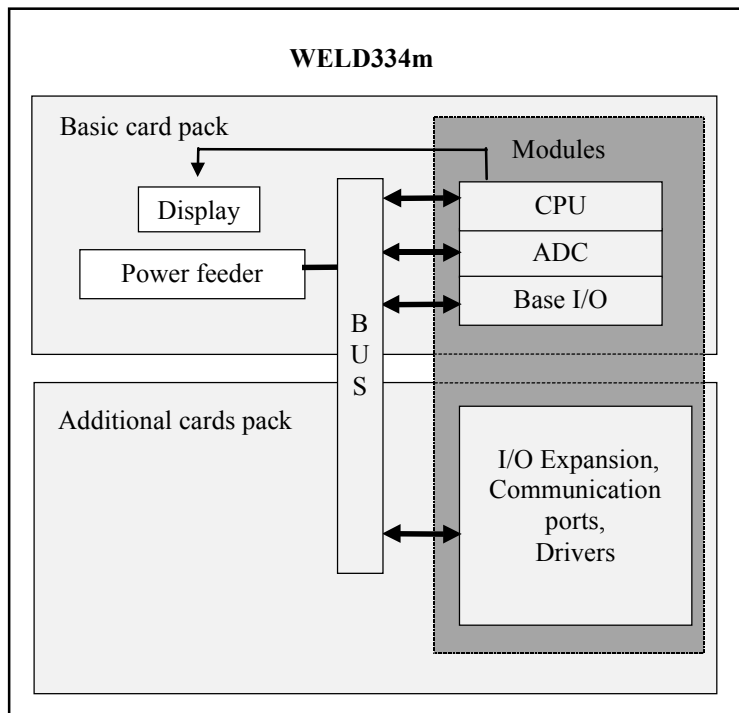 WELD334m
Basic card pack
Modules
Display
CPU
Power feeder
ADC
Base I/O
B
U
S
Additional cards pack
I/O Expansion,
Communication
ports,
Drivers